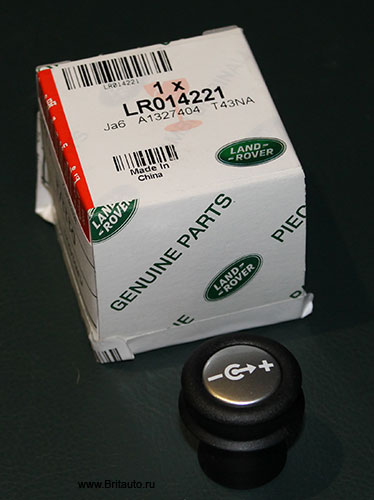 LR014221
1 x
LR014221
Ja6 A1327404 T43NA
Made In
China
LAND-
-ROVER
LAND-
-ROVER
GENUINE PARTS
PIEC
LAND-
-ROVER
www.Britauto.ru